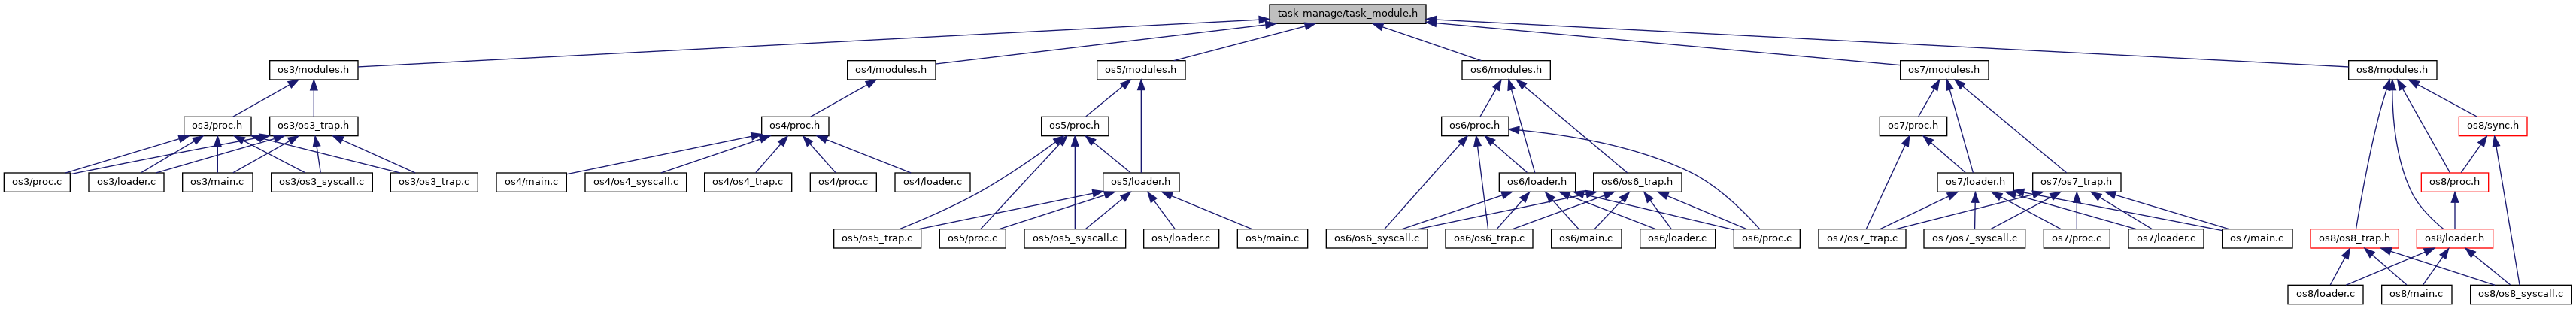 task-manage/task_module.h
os3/modules.h
os4/modules.h
os5/modules.h
os6/modules.h
os7/modules.h
os8/modules.h
os3/proc.h
os3/os3_trap.h
os4/proc.h
os5/proc.h
os6/proc.h
os7/proc.h
os8/sync.h
os3/proc.c
os3/loader.c
os3/main.c
os3/os3_syscall.c
os3/os3_trap.c
os4/main.c
os4/os4_syscall.c
os4/os4_trap.c
os4/proc.c
os4/loader.c
os5/loader.h
os6/loader.h
os6/os6_trap.h
os7/loader.h
os7/os7_trap.h
os8/proc.h
os5/os5_trap.c
os5/proc.c
os5/os5_syscall.c
os5/loader.c
os5/main.c
os6/os6_syscall.c
os6/os6_trap.c
os6/main.c
os6/loader.c
os6/proc.c
os7/os7_trap.c
os7/os7_syscall.c
os7/proc.c
os7/loader.c
os7/main.c
os8/os8_trap.h
os8/loader.h
os8/loader.c
os8/main.c
os8/os8_syscall.c